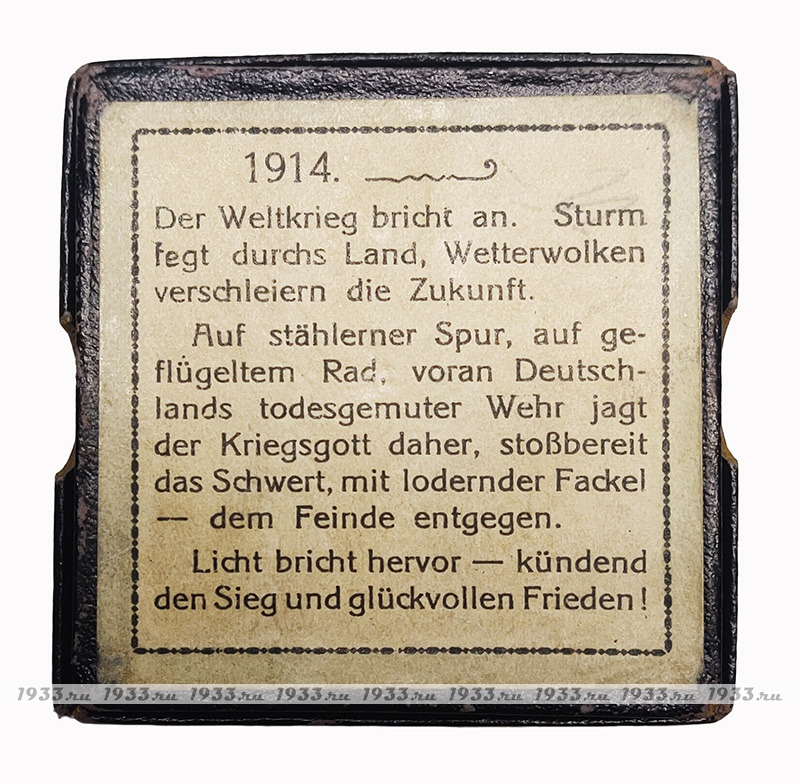 1914.
Der Weltkrieg bricht an. Sturm
fegt durchs Land, Wetterwolken
verschleiern die Zukunft.
Auf stählerner Spur, auf ge-
flügeltem Rad, voran Deutsch-
lands todesgemuter Wehr jagt
der Kriegsgott daher, stoßbereit
das Schwert, mit lodernder Fackel
— dem Feinde entgegen.
Licht bricht hervor — kündend
den Sieg und glückvollen Frieden!
1933.ru 1933.ru 1933.ru 1933.ru 1933.ru 1933.ru 1933.ru 1933.ru 1933.ru